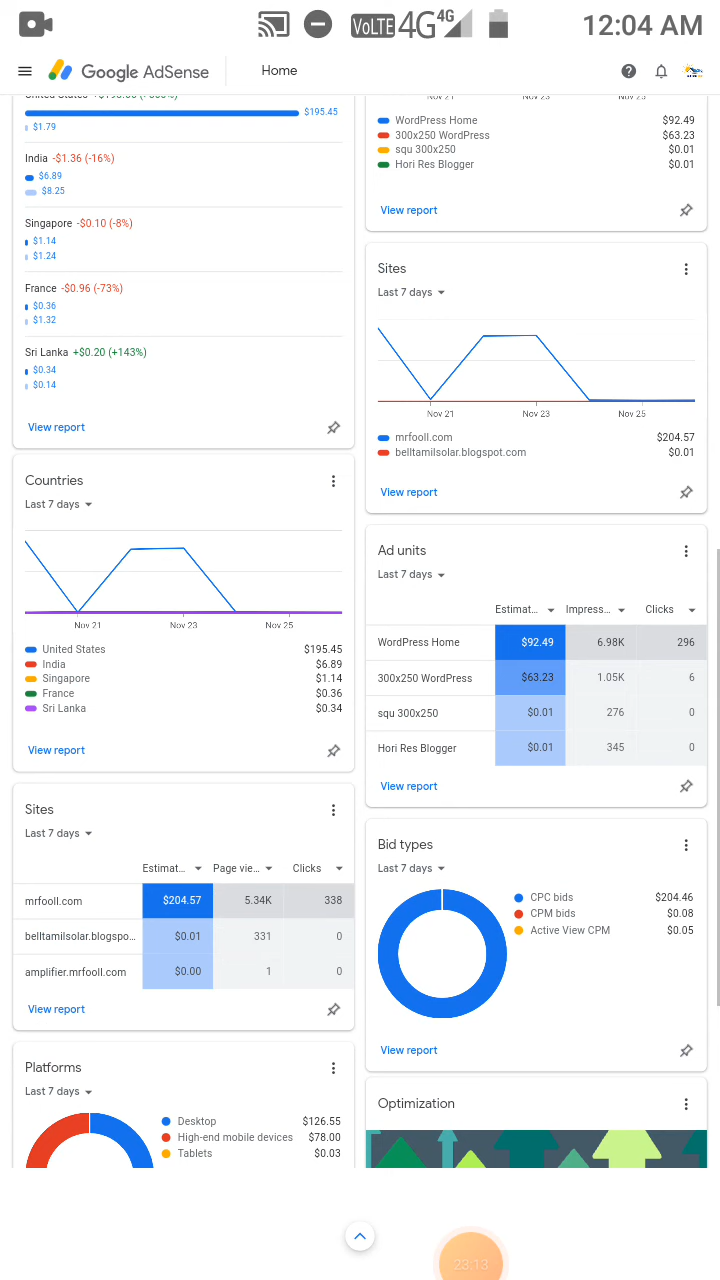 VoLTE 4G 4G 12:04 AM
Google AdSense Home
$195.45
$1.79
India -$1.36 (-16%)
$6.89
$8.25
Singapore -$0.10 (-8%)
$1.14
$1.24
France -$0.96 (-73%)
$0.36
$1.32
Sri Lanka +$0.20 (+143%)
$0.34
$0.14
View report
Countries
Last 7 days
Nov 21 Nov 23 Nov 25
United States $195.45
India $6.89
Singapore $1.14
France $0.36
Sri Lanka $0.34
View report
Sites
Last 7 days
Estimat... Page vie... Clicks
mrfooll.com $204.57 5.34K 338
belltamilsolar.blogspo... $0.01 331 0
amplifier.mrfooll.com $0.00 1 0
View report
Platforms
Last 7 days
Desktop $126.55
High-end mobile devices $78.00
Tablets $0.03
Nov 21 Nov 23 Nov 25
WordPress Home $92.49
300x250 WordPress $63.23
squ 300x250 $0.01
Hori Res Blogger $0.01
View report
Sites
Last 7 days
Nov 21 Nov 23 Nov 25
mrfooll.com $204.57
belltamilsolar.blogspot.com $0.01
View report
Ad units
Last 7 days
Estimat... Impress... Clicks
WordPress Home $92.49 6.98K 296
300x250 WordPress $63.23 1.05K 6
squ 300x250 $0.01 276 0
Hori Res Blogger $0.01 345 0
View report
Bid types
Last 7 days
CPC bids $204.46
CPM bids $0.08
Active View CPM $0.05
View report
Optimization
23:13